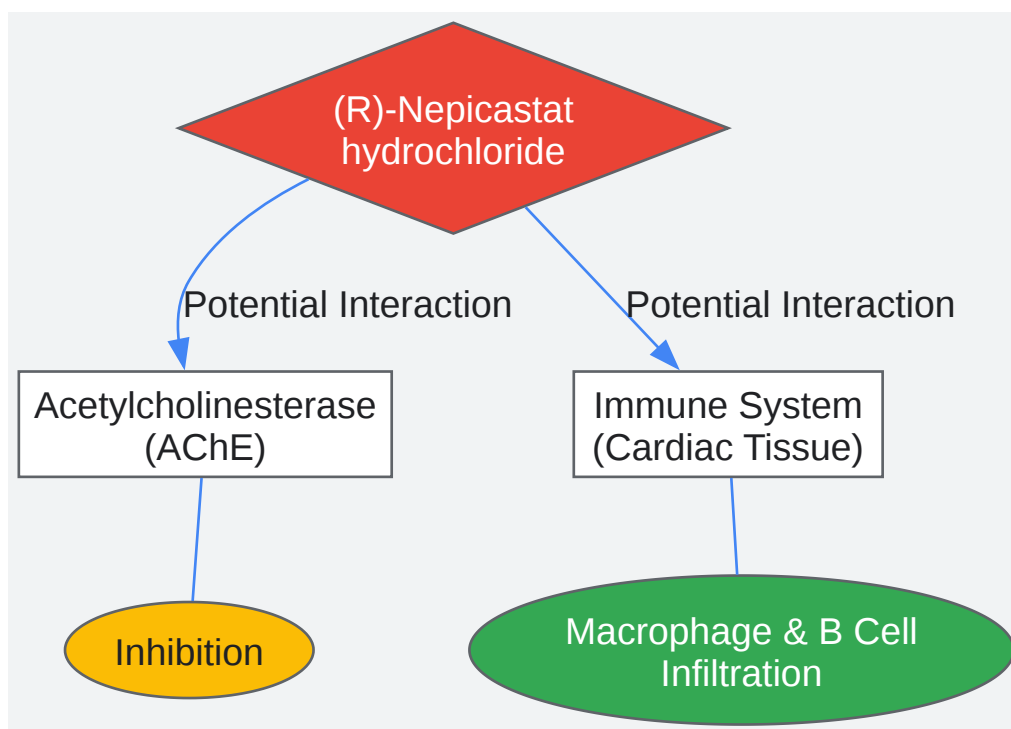 (R)-Nepicastat
hydrochloride
Potential Interaction
Potential Interaction
Acetylcholinesterase
(AChE)
Immune System
(Cardiac Tissue)
Inhibition
Macrophage & B Cell
Infiltration